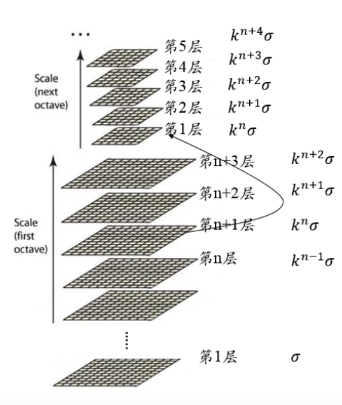 ...
第5层 k^{n+4}σ
第4层 k^{n+3}σ
第3层 k^{n+2}σ
第2层 k^{n+1}σ
第1层 k^nσ
Scale
(next
octave)
第n+3层 k^{n+2}σ
第n+2层 k^{n+1}σ
第n+1层 k^nσ
第n层 k^{n-1}σ
Scale
(first
octave)
第1层 σ